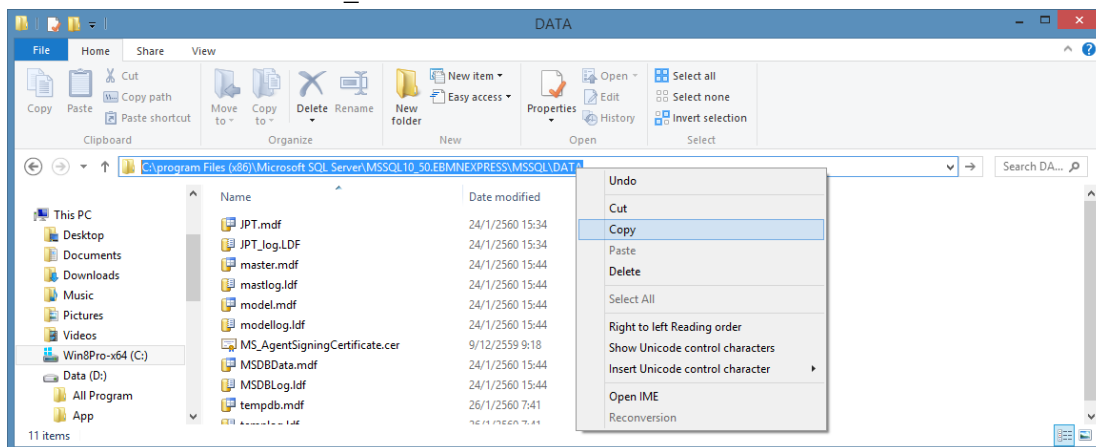 DATA
File Home Share View
Copy
Paste
Cut
Copy path
Paste shortcut
Clipboard
Move to
Copy to
Delete
Rename
Organize
New folder
New item
Easy access
New
Properties
Open
Edit
History
Open
Select all
Select none
Invert selection
Select
C:\program Files (x86)\Microsoft SQL Server\MSSQL10_50.EBMNEXPRESS\MSSQL\DATA
Search DA...
This PC
Desktop
Documents
Downloads
Music
Pictures
Videos
Win8Pro-x64 (C:)
Data (D:)
All Program
App
Name Date modified
JPT.mdf 24/1/2560 15:34
JPT_log.LDF 24/1/2560 15:34
master.mdf 24/1/2560 15:44
mastlog.ldf 24/1/2560 15:44
model.mdf 24/1/2560 15:44
modellog.ldf 24/1/2560 15:44
MS_AgentSigningCertificate.cer 9/12/2559 9:18
MSDBData.mdf 24/1/2560 15:44
MSDBLog.ldf 24/1/2560 15:44
tempdb.mdf 26/1/2560 7:41
templog.ldf 26/1/2560 7:41
Undo
Cut
Copy
Paste
Delete
Select All
Right to left Reading order
Show Unicode control characters
Insert Unicode control character
Open IME
Reconversion
11 items